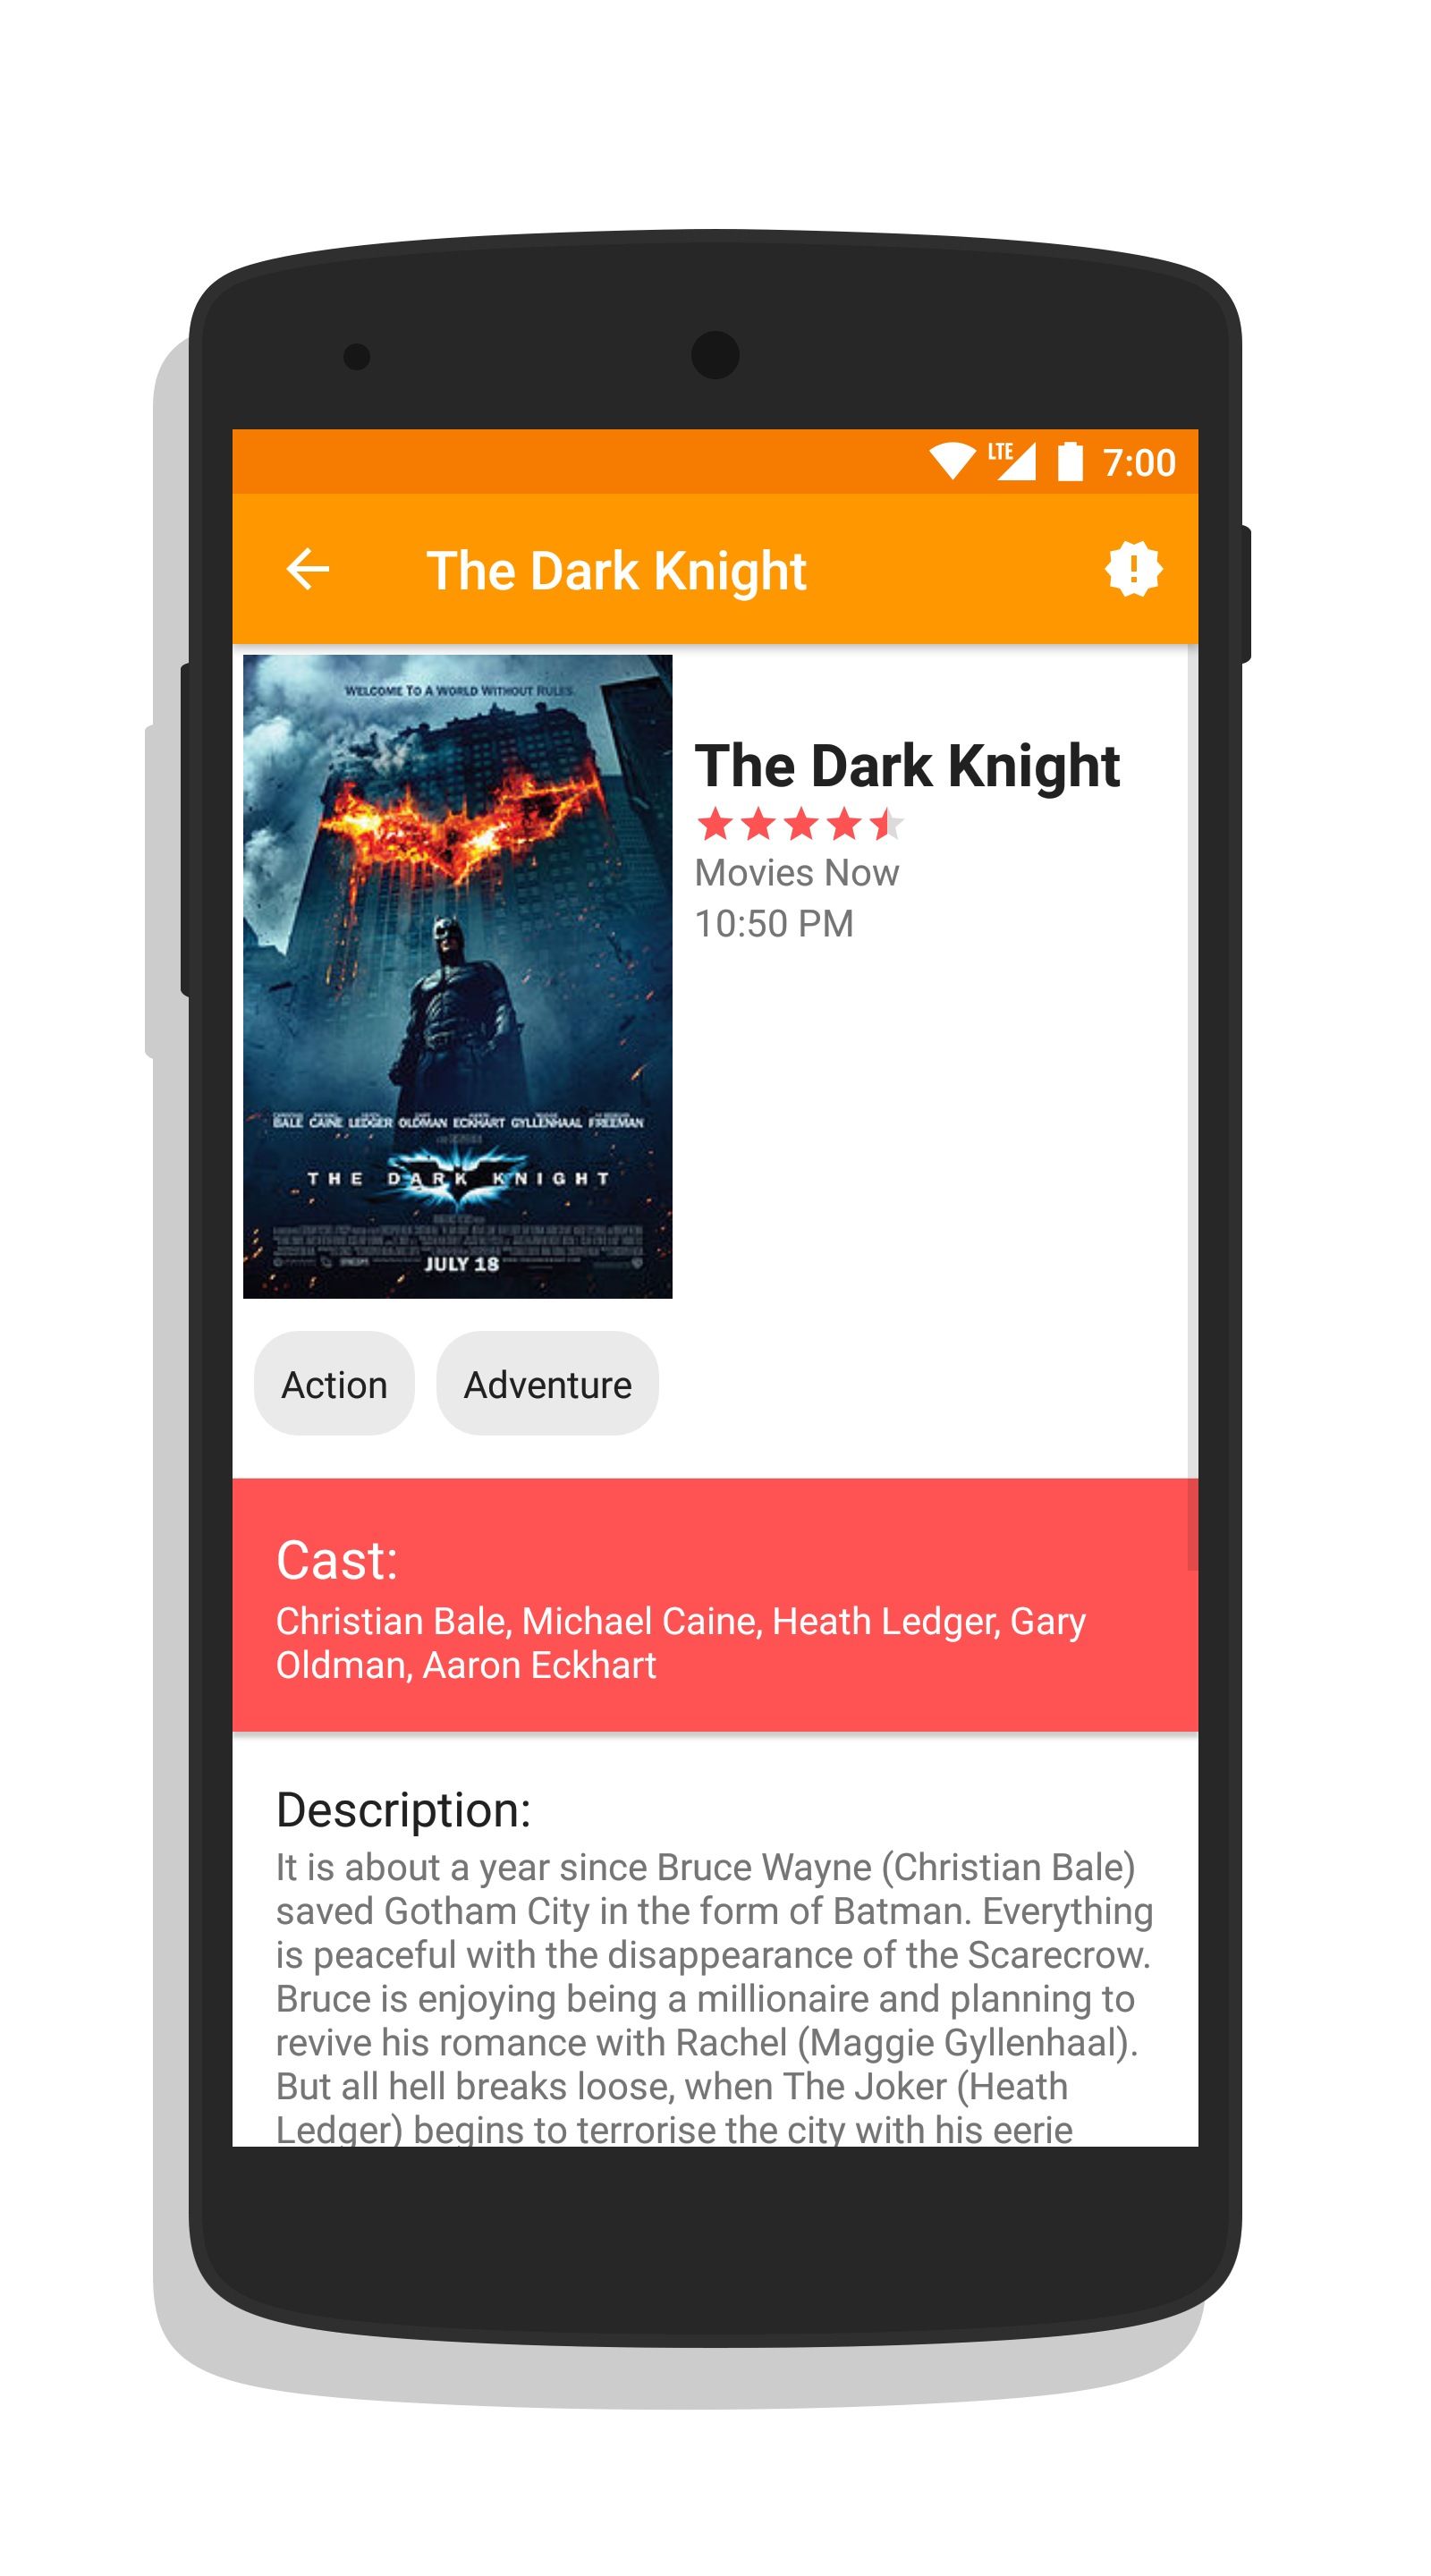 LTE 7:00
The Dark Knight
WELCOME TO A WORLD WITHOUT RULES.
The Dark Knight
Movies Now
10:50 PM
BALE CAINE LEDGER OLDMAN ECKHART GYLLENHAAL FREEMAN
THE DARK KNIGHT
JULY 18
Action Adventure
Cast:
Christian Bale, Michael Caine, Heath Ledger, Gary
Oldman, Aaron Eckhart
Description:
It is about a year since Bruce Wayne (Christian Bale)
saved Gotham City in the form of Batman. Everything
is peaceful with the disappearance of the Scarecrow.
Bruce is enjoying being a millionaire and planning to
revive his romance with Rachel (Maggie Gyllenhaal).
But all hell breaks loose, when The Joker (Heath
Ledger) begins to terrorise the city with his eerie